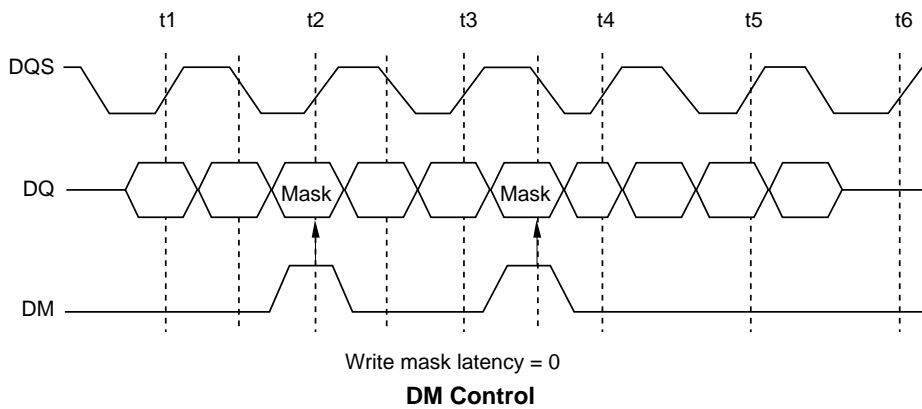 t1 t2 t3 t4 t5 t6
DQS
DQ Mask Mask
DM
Write mask latency = 0
DM Control